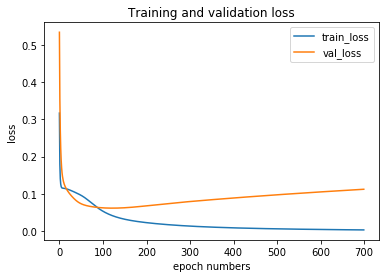 Training and validation loss
train_loss
val_loss
loss
0.5
0.4
0.3
0.2
0.1
0.0
0 100 200 300 400 500 600 700
epoch numbers